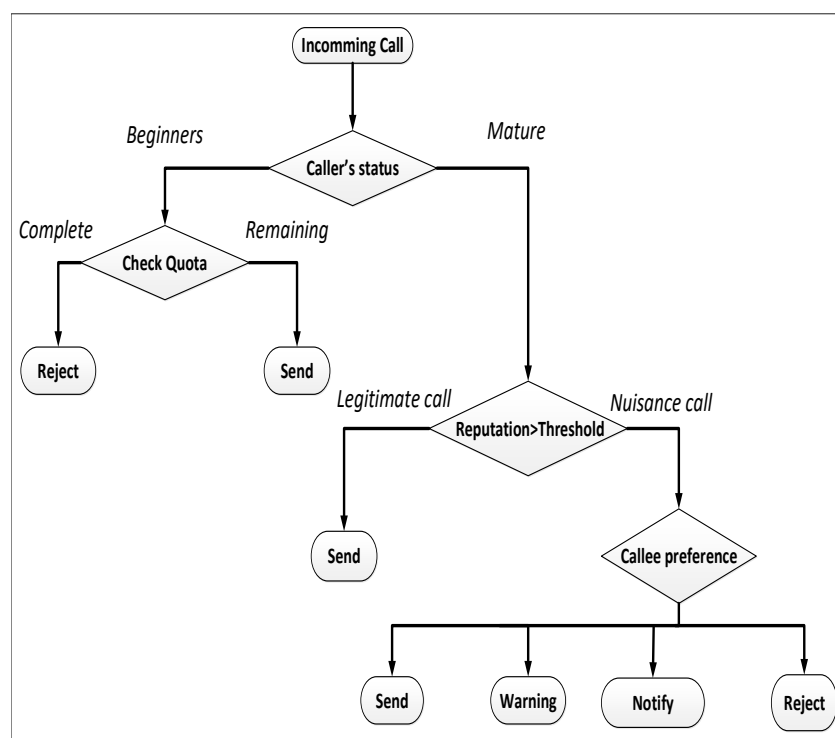 Incomming Call
Beginners
Mature
Caller's status
Complete
Remaining
Check Quota
Reject
Send
Legitimate call
Nuisance call
Reputation>Threshold
Send
Callee preference
Send
Warning
Notify
Reject